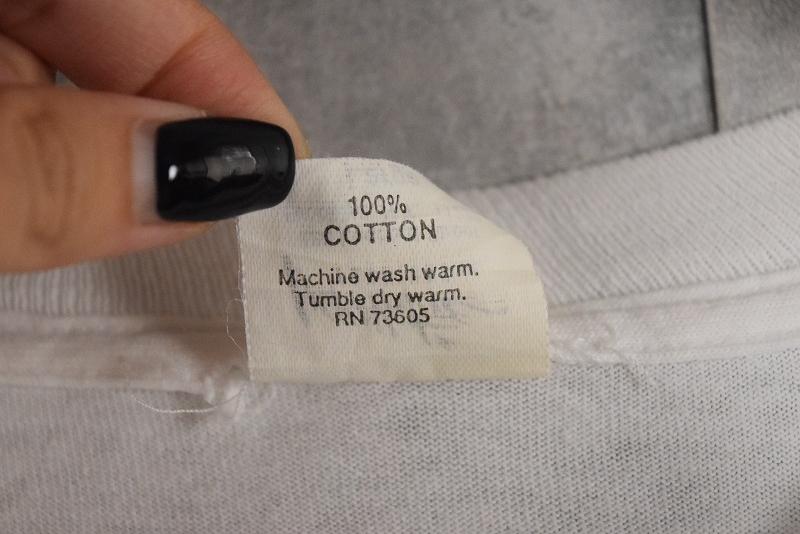 100%
COTTON
Machine wash warm.
Tumble dry warm.
RN 73605